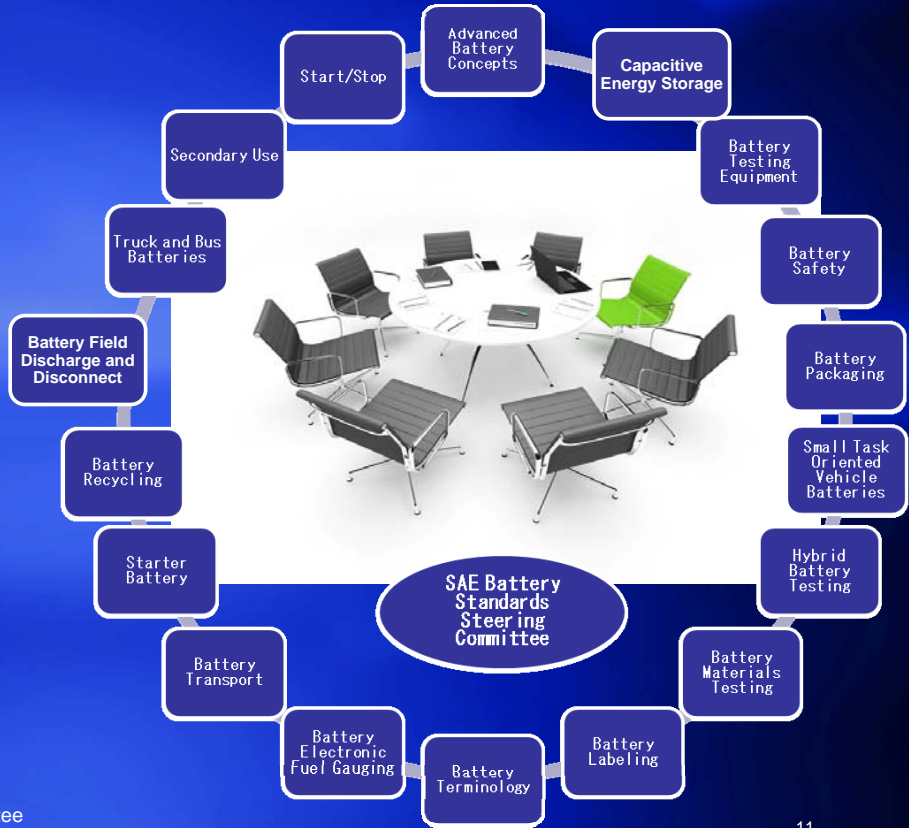 Advanced
Battery
Concepts
Capacitive
Energy Storage
Battery
Testing
Equipment
Battery
Safety
Battery
Packaging
Small Task
Oriented
Vehicle
Batteries
Hybrid
Battery
Testing
Battery
Materials
Testing
Battery
Labeling
Battery
Terminology
Battery
Electronic
Fuel Gauging
Battery
Transport
Starter
Battery
Battery
Recycling
Battery Field
Discharge and
Disconnect
Truck and Bus
Batteries
Secondary Use
Start/Stop
SAE Battery
Standards
Steering
Committee